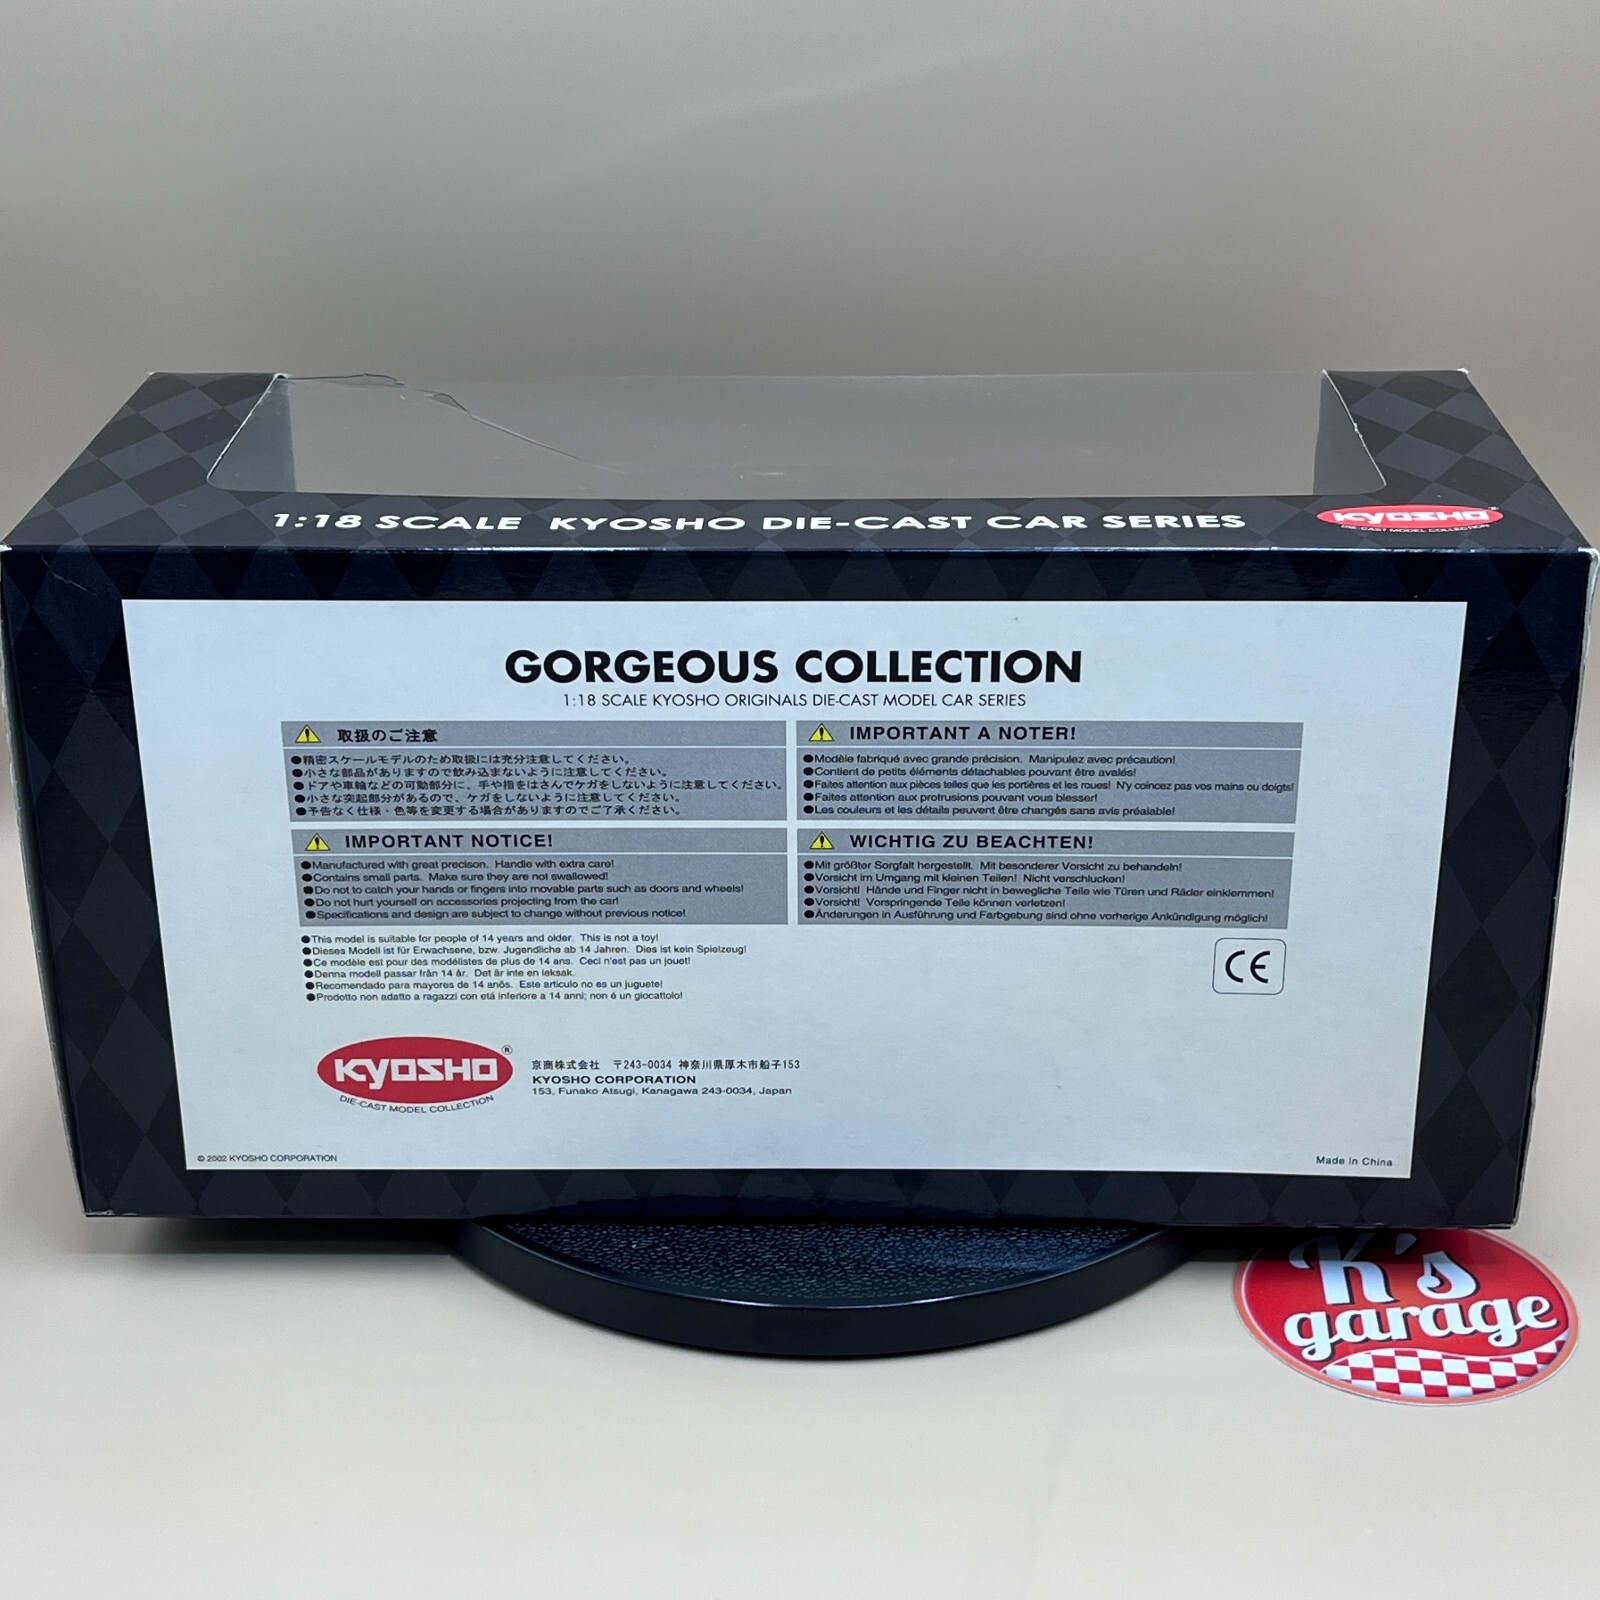 1:18 SCALE KYOSHO DIE-CAST CAR SERIES
KYOSHO
DIE-CAST MODEL COLLECTION
GORGEOUS COLLECTION
1:18 SCALE KYOSHO ORIGINALS DIE-CAST MODEL CAR SERIES
取扱のご注意
●精密スケールモデルのため取扱には充分注意してください。
●小さな部品がありますので飲み込まないように注意してください。
●ドアや車輪などの可動部分に、手や指をはさんでケガをしないように注意してください。
●小さな突起部分があるので、ケガをしないように注意してください。
●予告なく仕様・色等を変更する場合がありますのでご了承ください。
IMPORTANT A NOTER!
●Modèle fabriqué avec grande précision. Manipulez avec précaution!
●Contient de petits éléments détachables pouvant être avalés!
●Faites attention aux pièces telles que les portières et les roues! N'y coincez pas vos mains ou doigts!
●Faites attention aux protrusions pouvant vous blesser!
●Les couleurs et les détails peuvent être changés sans avis préalable!
IMPORTANT NOTICE!
●Manufactured with great precison. Handle with extra care!
●Contains small parts. Make sure they are not swallowed!
●Do not to catch your hands or fingers into movable parts such as doors and wheels!
●Do not hurt yourself on accessories projecting from the car!
●Specifications and design are subject to change without previous notice!
WICHTIG ZU BEACHTEN!
●Mit größter Sorgfalt hergestellt. Mit besonderer Vorsicht zu behandeln!
●Vorsicht im Umgang mit kleinen Teilen! Nicht verschlucken!
●Vorsicht! Hände und Finger nicht in bewegliche Teile wie Türen und Räder einklemmen!
●Vorsicht! Vorspringende Teile können verletzen!
●Änderungen in Ausführung und Farbgebung sind ohne vorherige Ankündigung möglich!
●This model is suitable for people of 14 years and older. This is not a toy!
●Dieses Modell ist für Erwachsene, bzw. Jugendliche ab 14 Jahren. Dies ist kein Spielzeug!
●Ce modèle est pour des modélistes de plus de 14 ans. Ceci n'est pas un jouet!
●Denna modell passar från 14 år. Det är inte en leksak.
●Recomendado para mayores de 14 anõs. Este articulo no es un juguete!
●Prodotto non adatto a ragazzi con etá inferiore a 14 anni; non é un giocattolo!
CE
KYOSHO®
DIE-CAST MODEL COLLECTION
京商株式会社 〒243-0034 神奈川県厚木市船子153
KYOSHO CORPORATION
153, Funako Atsugi, Kanagawa 243-0034, Japan
© 2002 KYOSHO CORPORATION
Made in China
K's
garage